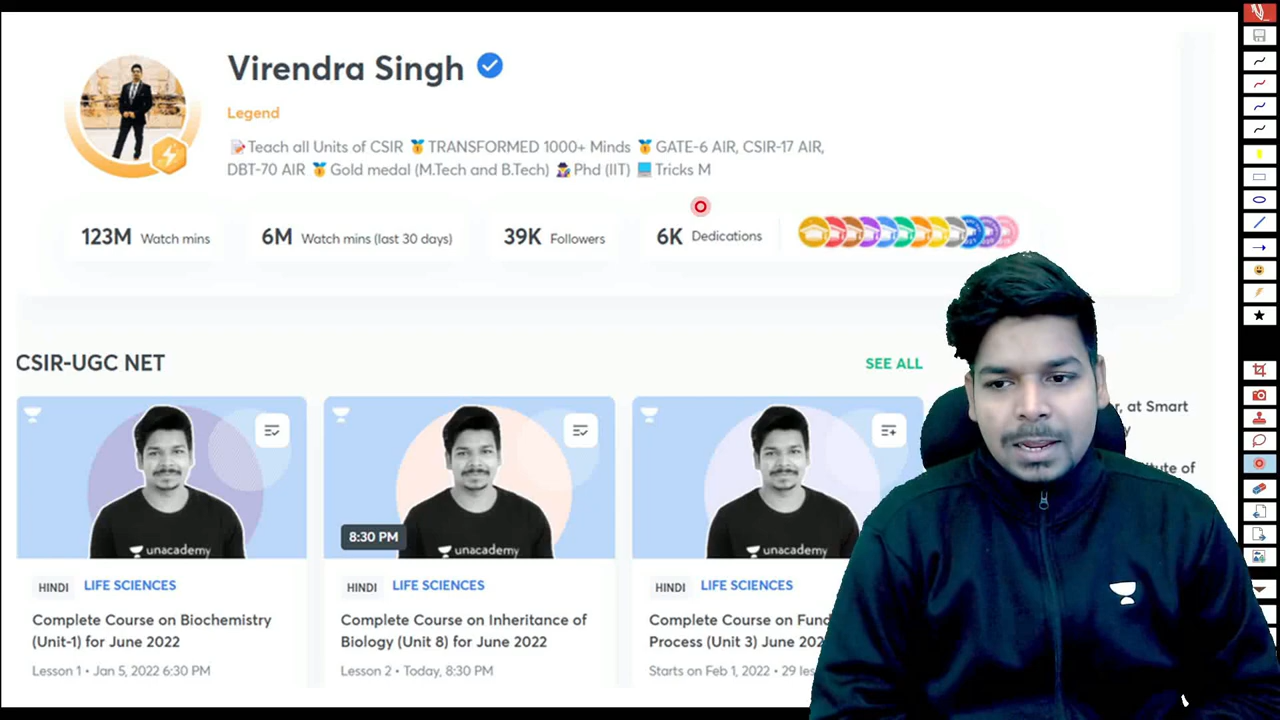 Virendra Singh
Legend
Teach all Units of CSIR 🥇TRANSFORMED 1000+ Minds 🥇GATE-6 AIR, CSIR-17 AIR,
DBT-70 AIR 🥇Gold medal (M.Tech and B.Tech) Phd (IIT) Tricks M
123M Watch mins 6M Watch mins (last 30 days) 39K Followers 6K Dedications
CSIR-UGC NET SEE ALL
r, at Smart
y
itute of
8:30 PM
unacademy unacademy unacademy
HINDI LIFE SCIENCES HINDI LIFE SCIENCES HINDI LIFE SCIENCES
Complete Course on Biochemistry
(Unit-1) for June 2022
Lesson 1 • Jan 5, 2022 6:30 PM
Complete Course on Inheritance of
Biology (Unit 8) for June 2022
Lesson 2 • Today, 8:30 PM
Complete Course on Fun
Process (Unit 3) June 202
Starts on Feb 1, 2022 • 29 les